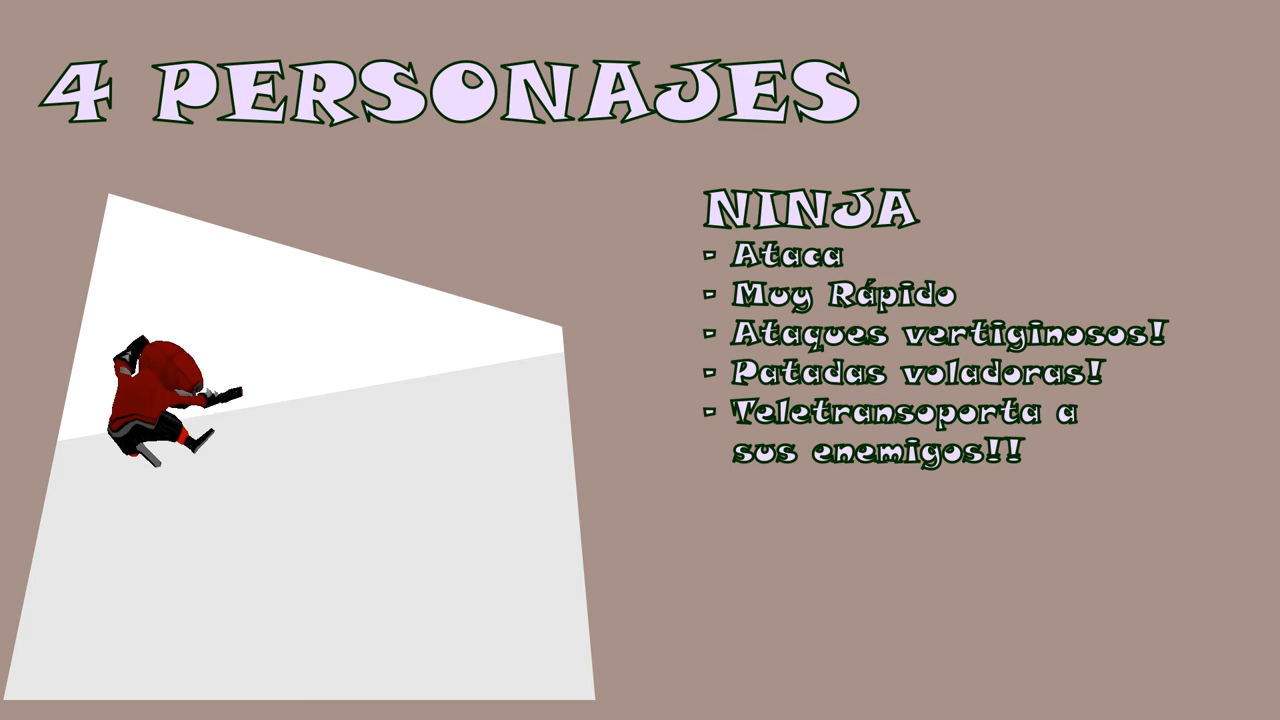 4 PERSONAJES
NINJA
- Ataca
- Muy Rápido
- Ataques vertiginosos!
- Patadas voladoras!
- Teletransoporta a
sus enemigos!!